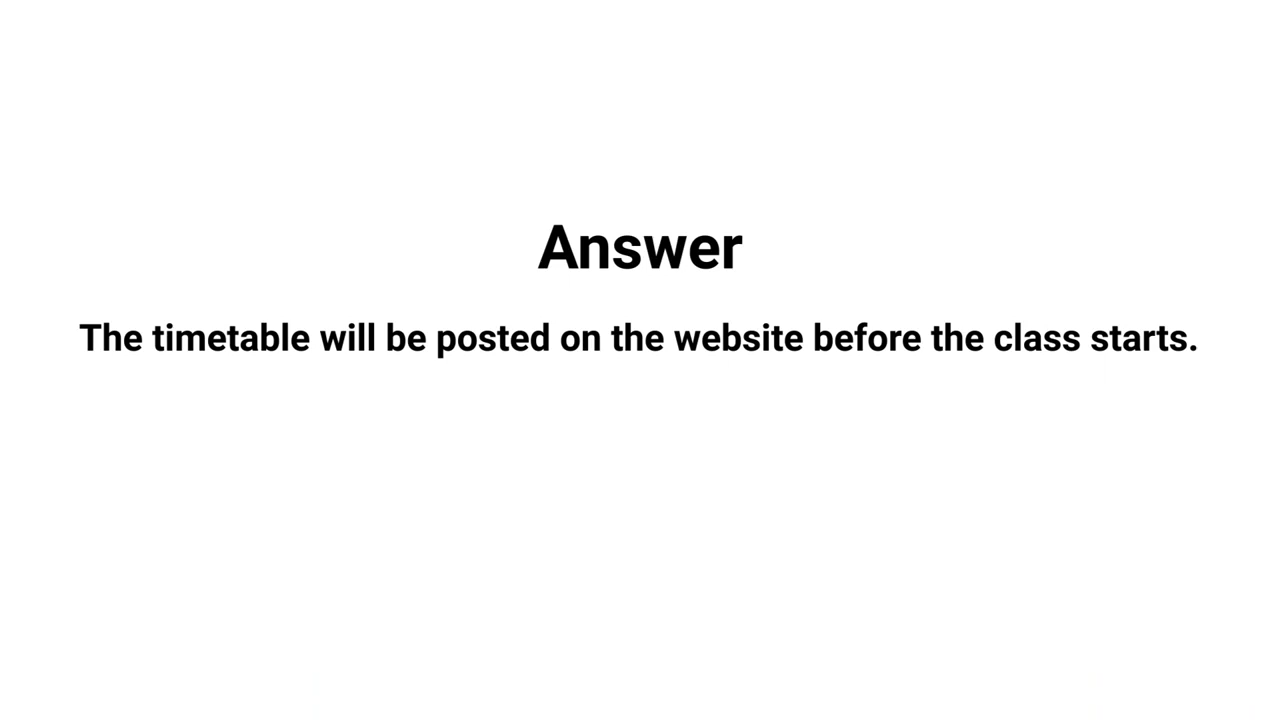 Answer
The timetable will be posted on the website before the class starts.